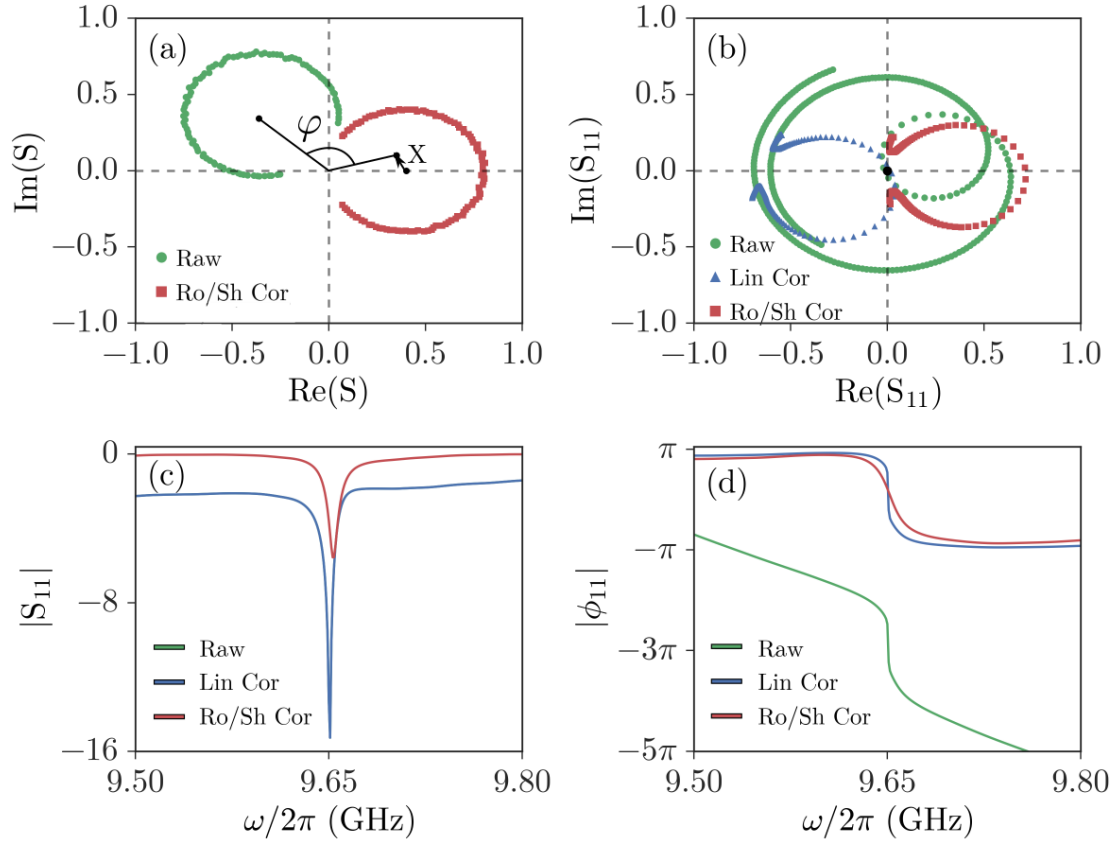 (a)
1.0
0.5
0.0
−0.5
−1.0
Im(S)
φ
X
Raw
Ro/Sh Cor
−1.0 −0.5 0.0 0.5 1.0
Re(S)
(b)
1.0
0.5
0.0
−0.5
−1.0
Im(S₁₁)
Raw
Lin Cor
Ro/Sh Cor
−1.0 −0.5 0.0 0.5 1.0
Re(S₁₁)
(c)
0
−8
−16
|S₁₁|
Raw
Lin Cor
Ro/Sh Cor
9.50 9.65 9.80
ω/2π (GHz)
(d)
π
−π
−3π
−5π
|ϕ₁₁|
Raw
Lin Cor
Ro/Sh Cor
9.50 9.65 9.80
ω/2π (GHz)